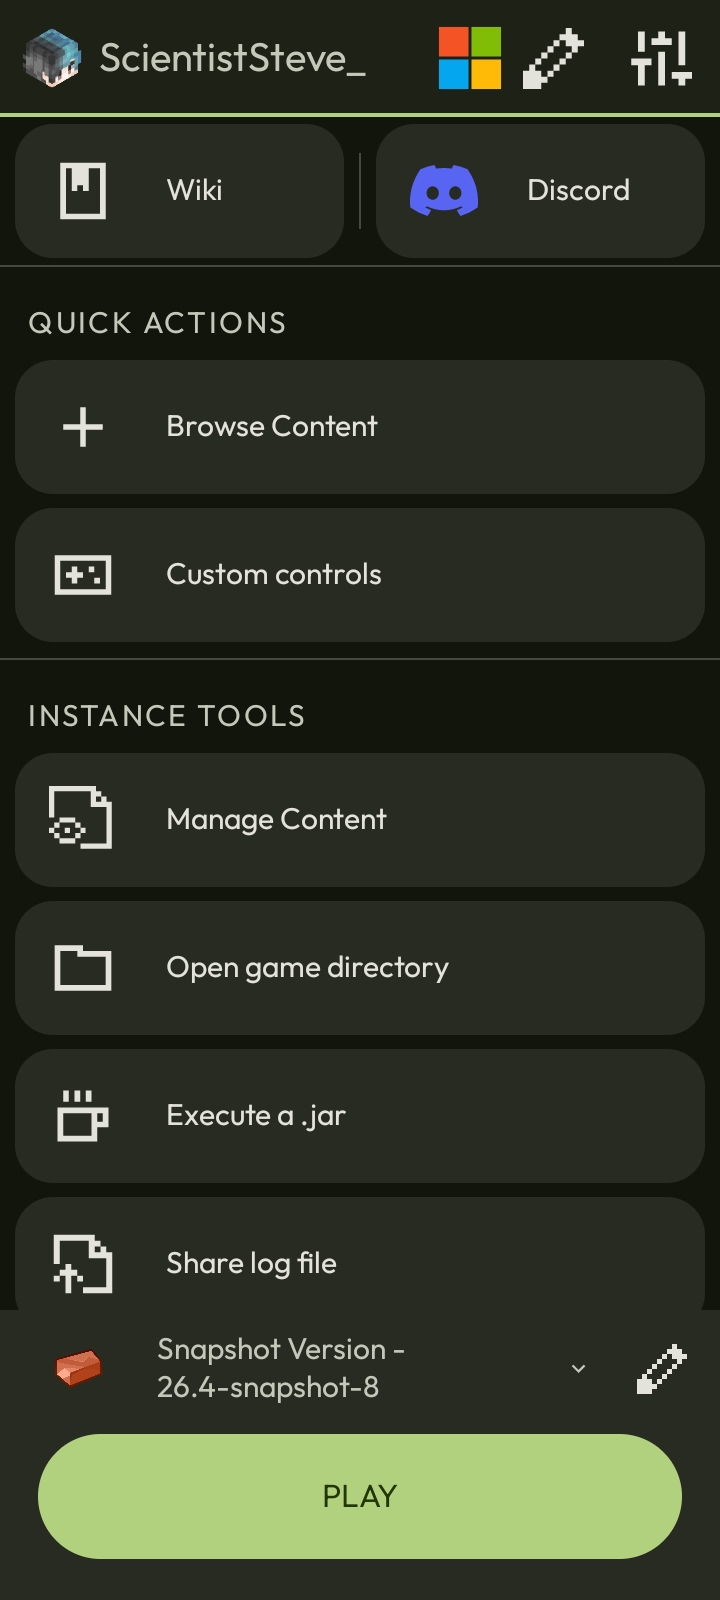 ScientistSteve_
Wiki
Discord
QUICK ACTIONS
Browse Content
Custom controls
INSTANCE TOOLS
Manage Content
Open game directory
Execute a .jar
Share log file
Snapshot Version -
26.4-snapshot-8
PLAY